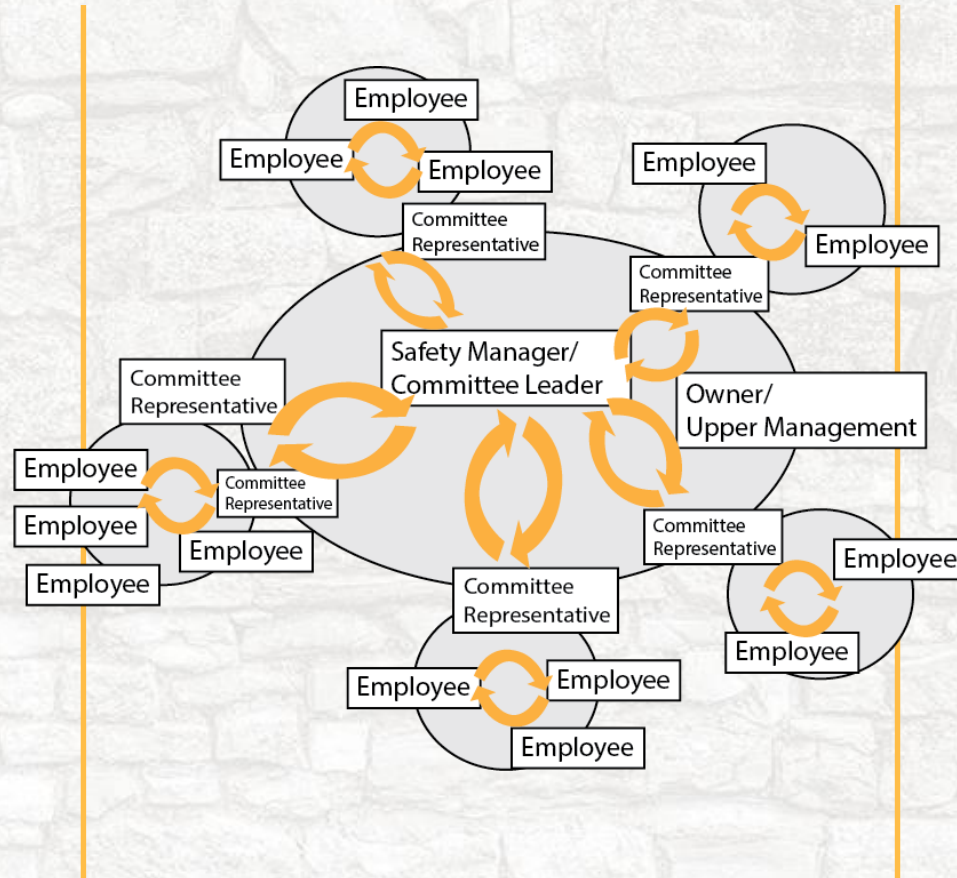 Employee
Employee
Employee
Employee
Employee
Committee
Representative
Committee
Representative
Safety Manager/
Committee Leader
Committee
Representative
Owner/
Upper Management
Employee
Committee
Representative
Employee
Employee
Employee
Committee
Representative
Employee
Employee
Committee
Representative
Employee
Employee
Employee